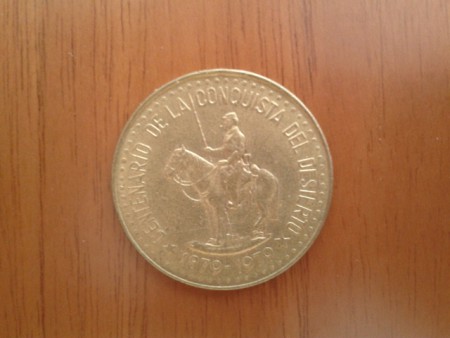 CENTENARIO DE LA CONQUISTA DEL DESIERTO
1879-1979